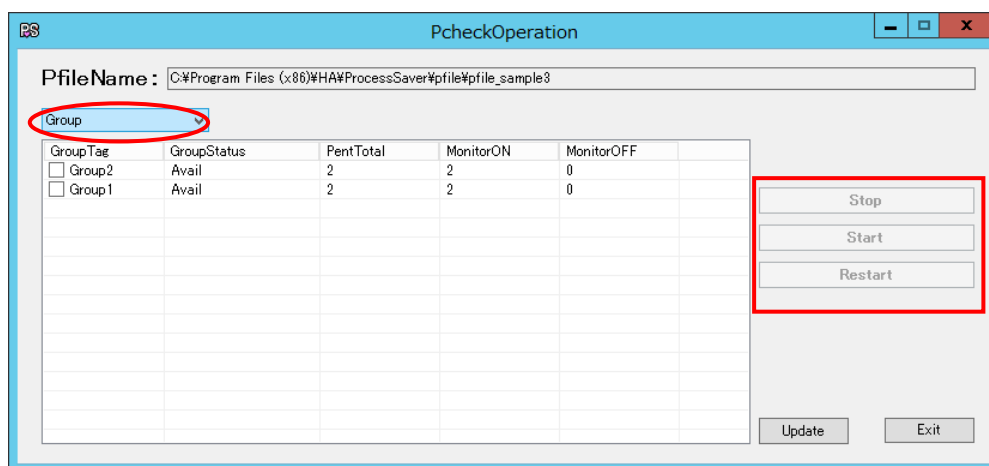 PS PcheckOperation
PfileName: C:¥Program Files (x86)¥HA¥ProcessSaver¥pfile¥pfile_sample3
Group
GroupTag GroupStatus PentTotal MonitorON MonitorOFF
Group2 Avail 2 2 0
Group1 Avail 2 2 0
Stop
Start
Restart
Update Exit